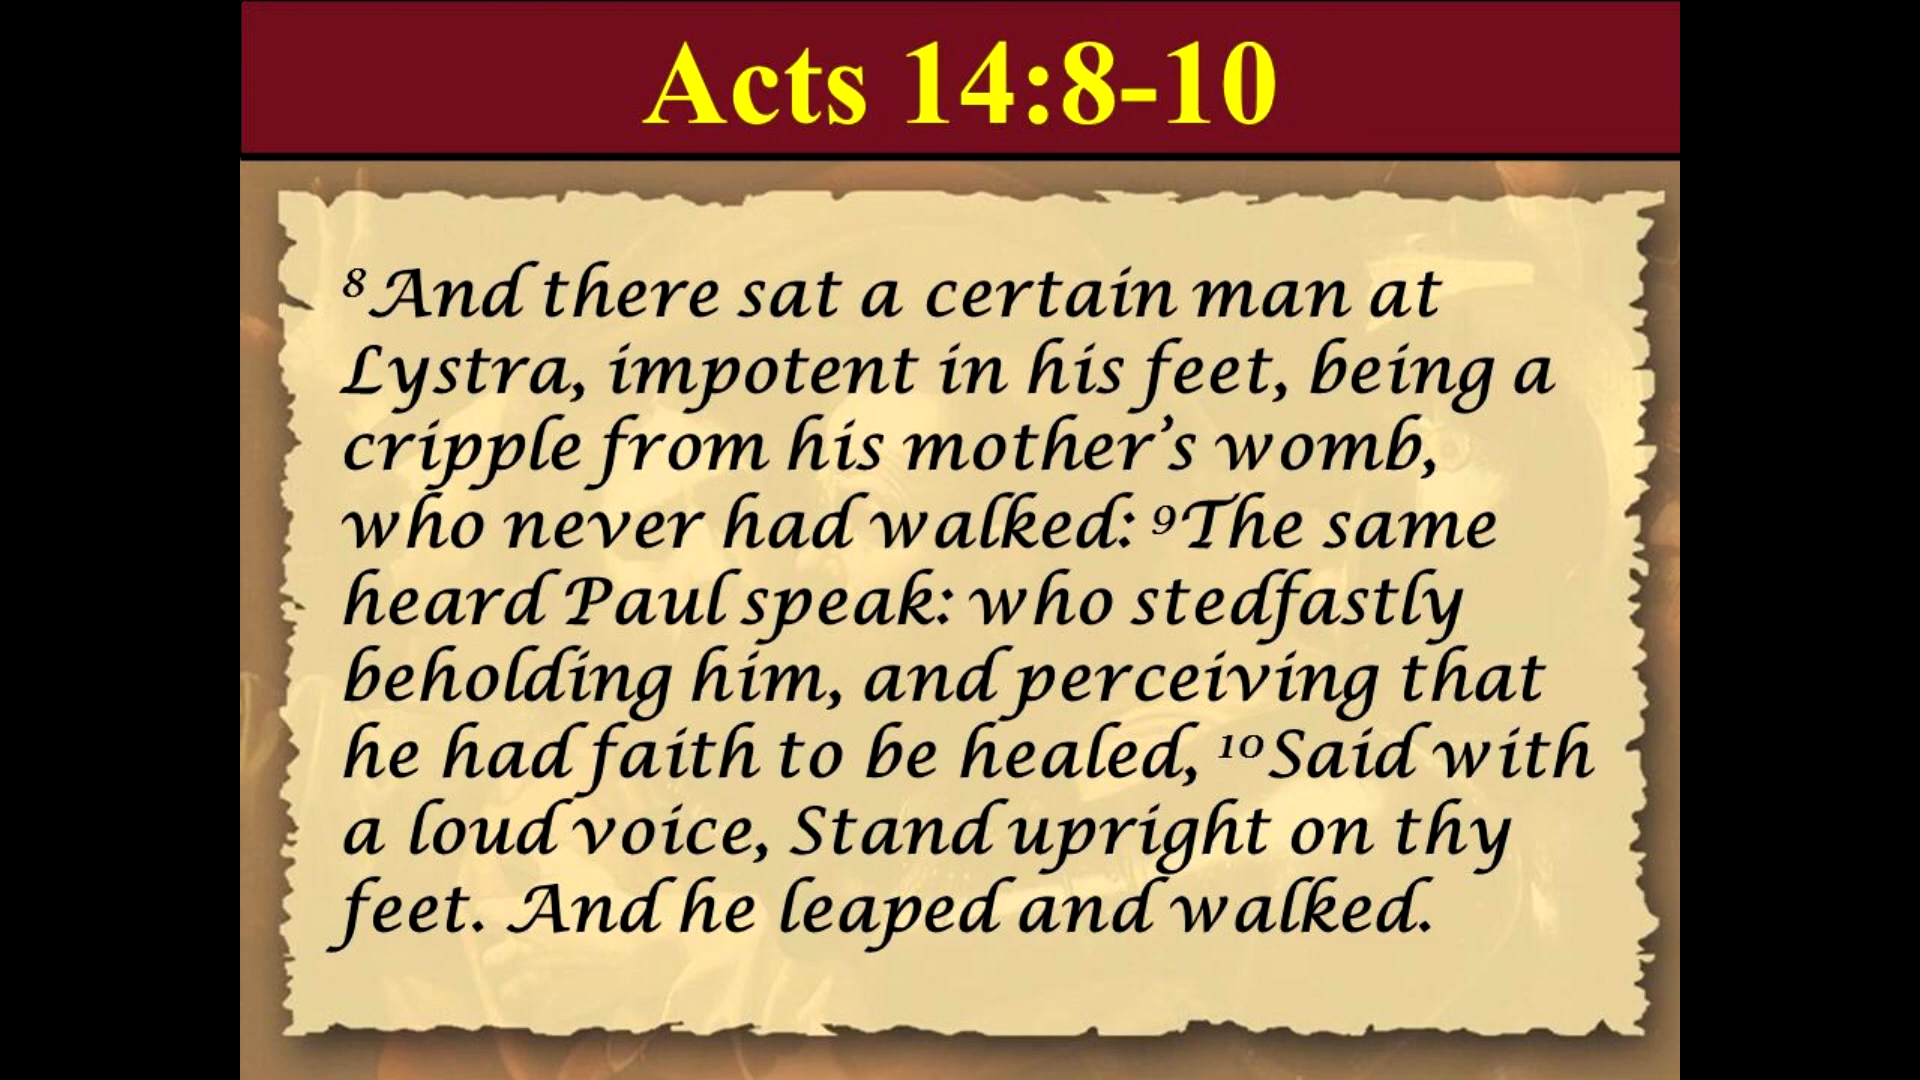 Acts 14:8-10
8 And there sat a certain man at
Lystra, impotent in his feet, being a
cripple from his mother’s womb,
who never had walked: 9The same
heard Paul speak: who stedfastly
beholding him, and perceiving that
he had faith to be healed, 10Said with
a loud voice, Stand upright on thy
feet. And he leaped and walked.